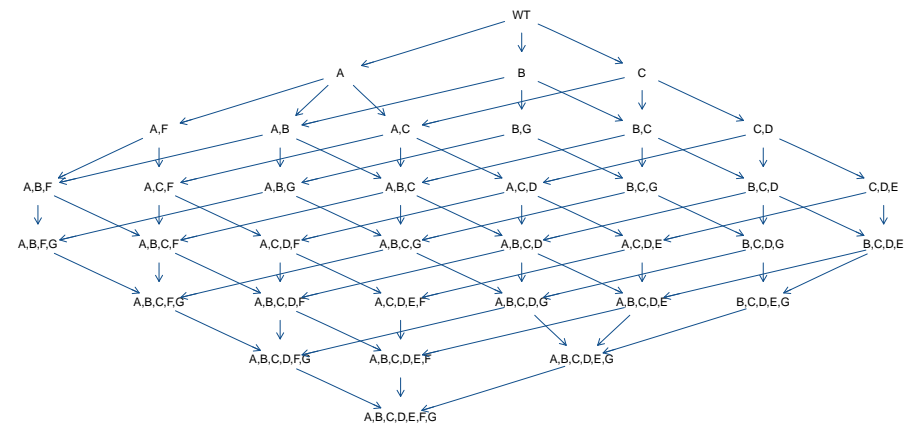 WT
A
B
C
A,F
A,B
A,C
B,G
B,C
C,D
A,B,F
A,C,F
A,B,G
A,B,C
A,C,D
B,C,G
B,C,D
C,D,E
A,B,F,G
A,B,C,F
A,C,D,F
A,B,C,G
A,B,C,D
A,C,D,E
B,C,D,G
B,C,D,E
A,B,C,F,G
A,B,C,D,F
A,C,D,E,F
A,B,C,D,G
A,B,C,D,E
B,C,D,E,G
A,B,C,D,F,G
A,B,C,D,E,F
A,B,C,D,E,G
A,B,C,D,E,F,G